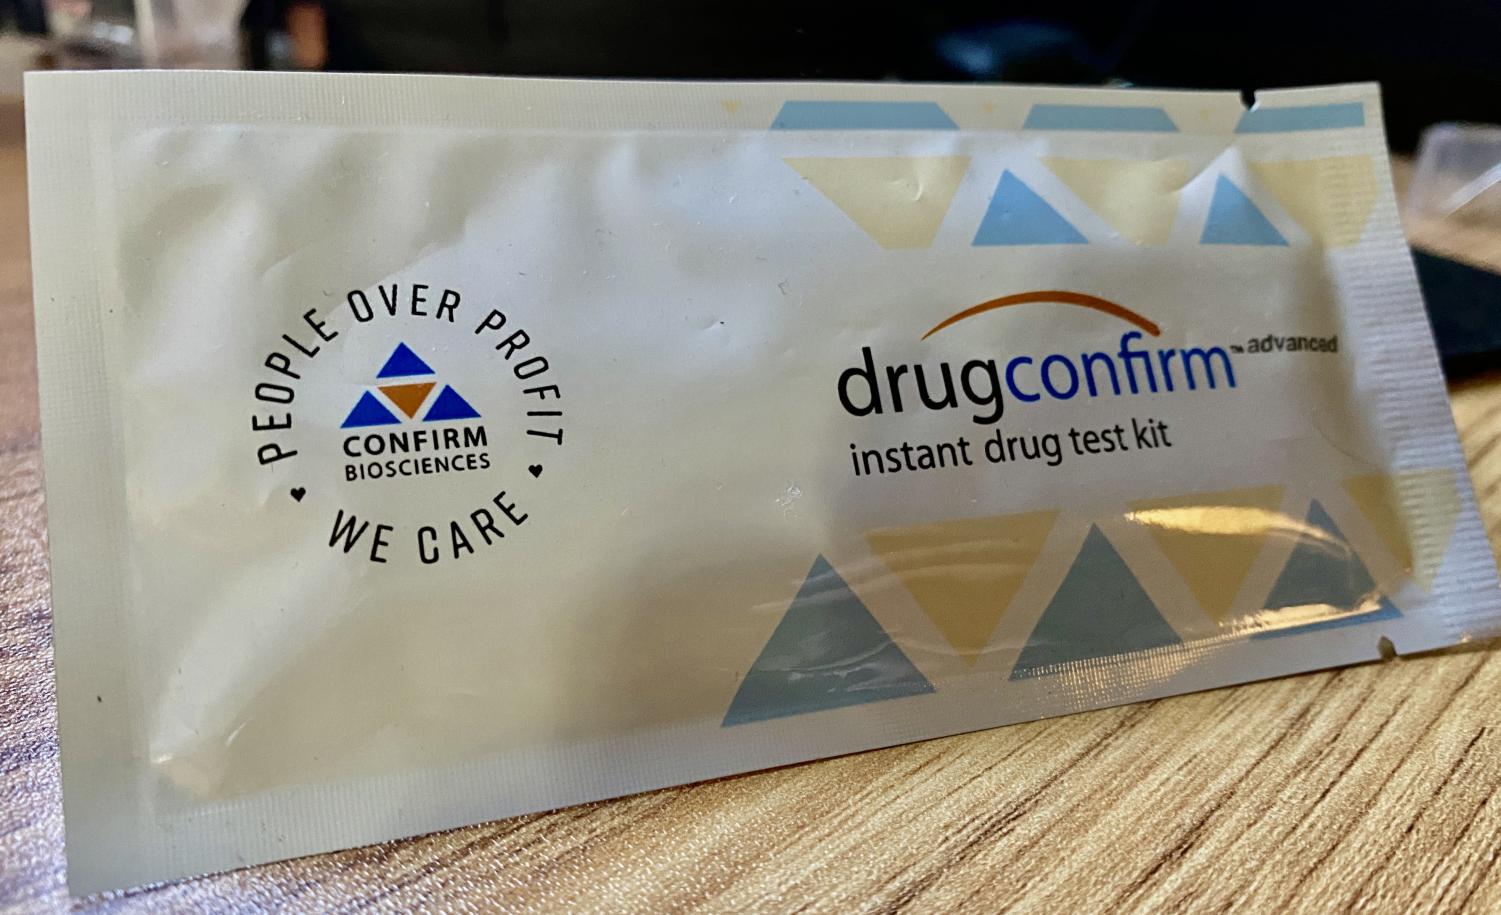 PEOPLE OVER PROFIT
CONFIRM
BIOSCIENCES
♥ WE CARE ♥
drugconfirm™ advanced
instant drug test kit